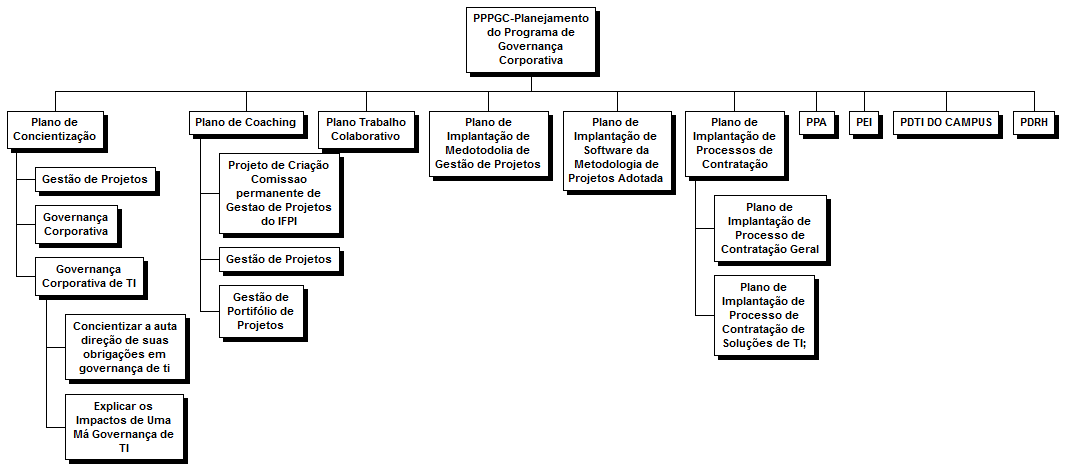 PPPGC-Planejamento
do Programa de
Governança
Corporativa
Plano de
Concientização
Plano de Coaching
Plano Trabalho
Colaborativo
Plano de
Implantação de
Medotodolia de
Gestão de Projetos
Plano de
Implantação de
Software da
Metodologia de
Projetos Adotada
Plano de
Implantação de
Processos de
Contratação
PPA
PEI
PDTI DO CAMPUS
PDRH
Gestão de Projetos
Governança
Corporativa
Governança
Corporativa de TI
Concientizar a auta
direção de suas
obrigações em
governança de ti
Explicar os
Impactos de Uma
Má Governança de
TI
Projeto de Criação
Comissao
permanente de
Gestao de Projetos
do IFPI
Gestão de Projetos
Gestão de
Portifólio de
Projetos
Plano de
Implantação de
Processo de
Contratação Geral
Plano de
Implantação de
Processo de
Contratação de
Soluções de TI;